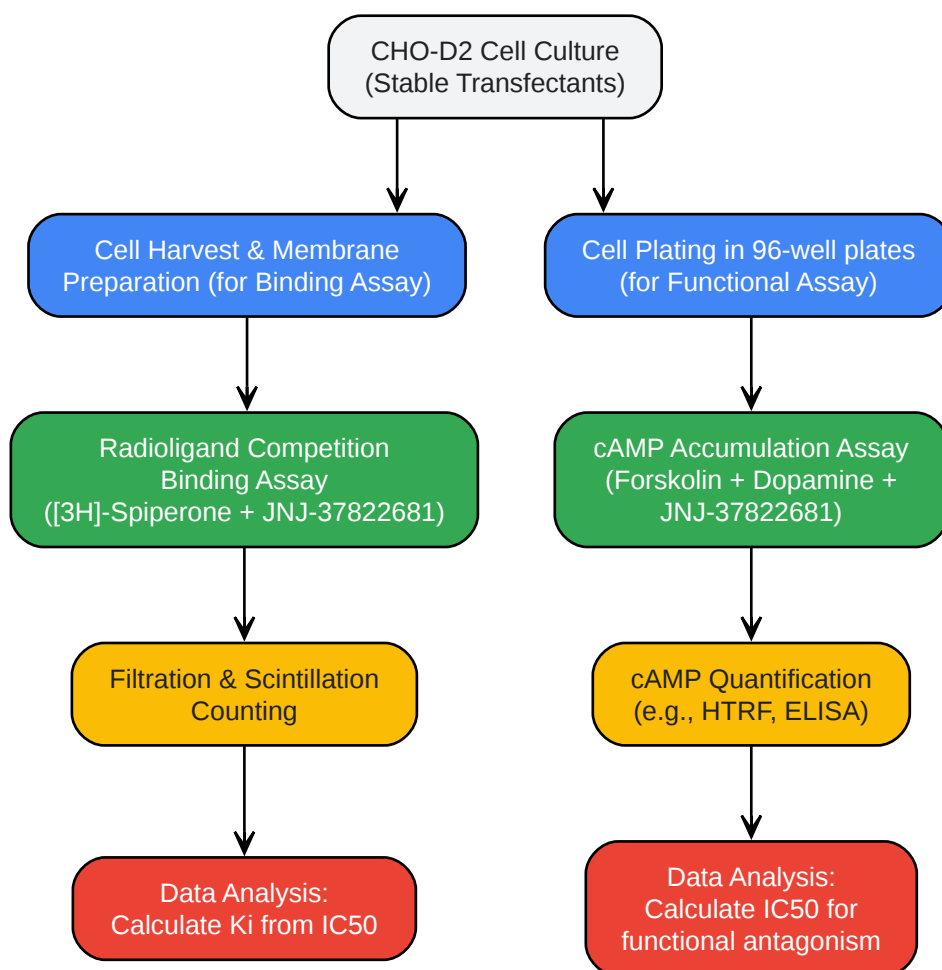 CHO-D2 Cell Culture
(Stable Transfectants)
Cell Harvest & Membrane
Preparation (for Binding Assay)
Cell Plating in 96-well plates
(for Functional Assay)
Radioligand Competition
Binding Assay
([3H]-Spiperone + JNJ-37822681)
cAMP Accumulation Assay
(Forskolin + Dopamine +
JNJ-37822681)
Filtration & Scintillation
Counting
cAMP Quantification
(e.g., HTRF, ELISA)
Data Analysis:
Calculate Ki from IC50
Data Analysis:
Calculate IC50 for
functional antagonism